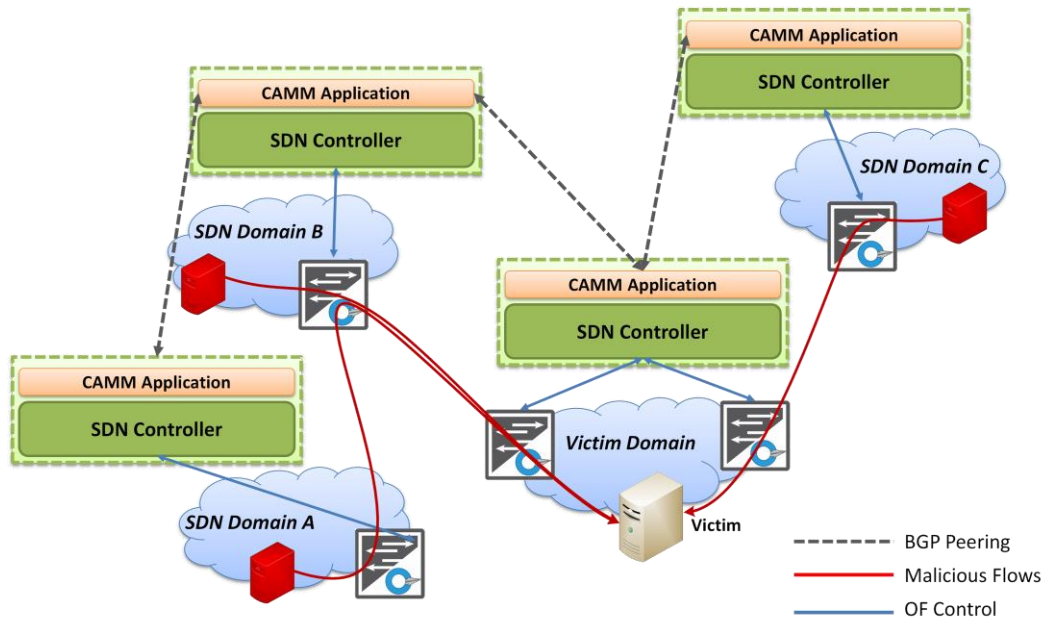 CAMM Application
SDN Controller
CAMM Application
SDN Controller
SDN Domain C
SDN Domain B
CAMM Application
SDN Controller
CAMM Application
SDN Controller
Victim Domain
SDN Domain A
Victim
BGP Peering
Malicious Flows
OF Control